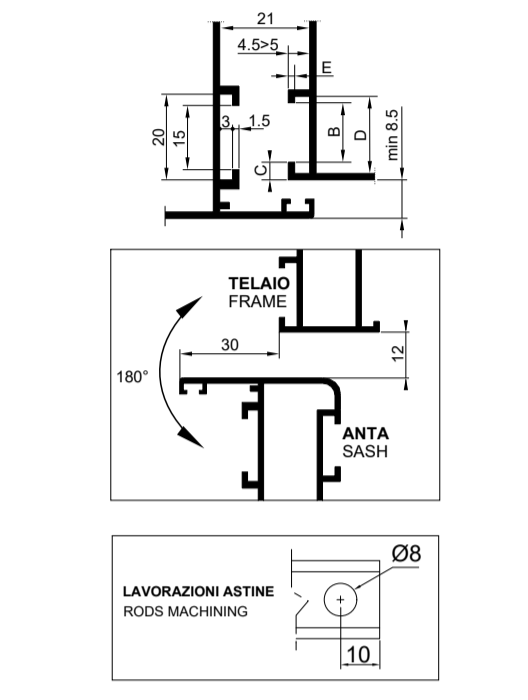 21
4.5>5
E
3
1.5
20
15
B
D
C
min 8.5
TELAIO
FRAME
30
12
180°
ANTA
SASH
LAVORAZIONI ASTINE
RODS MACHINING
Ø8
10